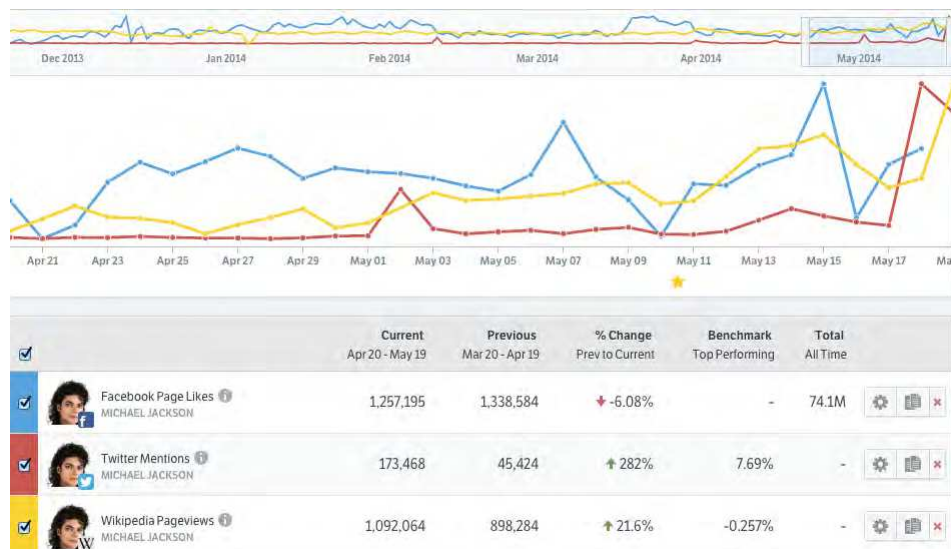 Dec 2013 Jan 2014 Feb 2014 Mar 2014 Apr 2014 May 2014
Apr 21 Apr 23 Apr 25 Apr 27 Apr 29 May 01 May 03 May 05 May 07 May 09 May 11 May 13 May 15 May 17 Ma
Current Previous % Change Benchmark Total
Apr 20 - May 19 Mar 20 - Apr 19 Prev to Current Top Performing All Time
Facebook Page Likes 1,257,195 1,338,584 -6.08% - 74.1M
MICHAEL JACKSON
Twitter Mentions 173,468 45,424 282% 7.69% -
MICHAEL JACKSON
Wikipedia Pageviews 1,092,064 898,284 21.6% -0.257% -
MICHAEL JACKSON